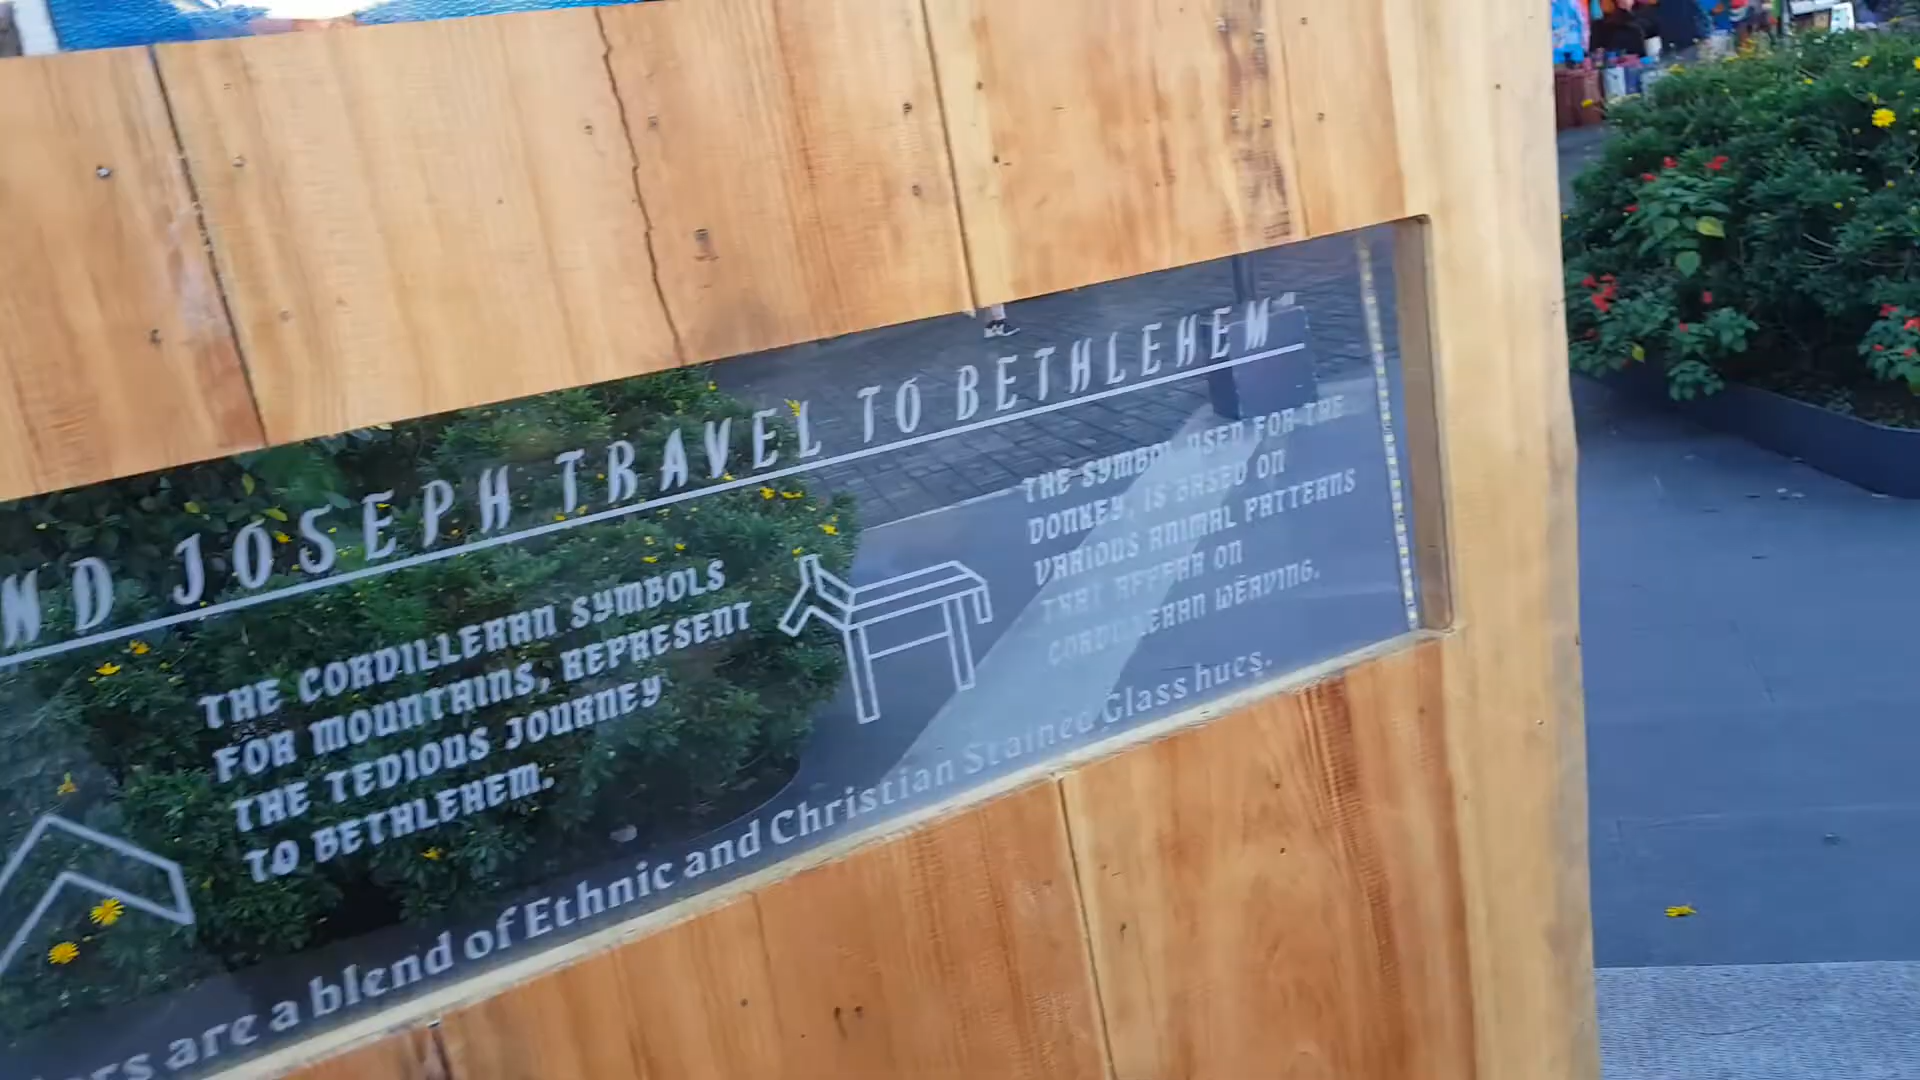 ND JOSEPH TRAVEL TO BETHLEHEM
THE CORDILLERAN SYMBOLS
FOR MOUNTAINS, REPRESENT
THE TEDIOUS JOURNEY
TO BETHLEHEM.
THE SYMBOL USED FOR THE
DONKEY, IS BASED ON
VARIOUS ANIMAL PATTERNS
THAT APPEAR ON
CORDILLERAN WEAVING.
are a blend of Ethnic and Christian Stained Glass hues.